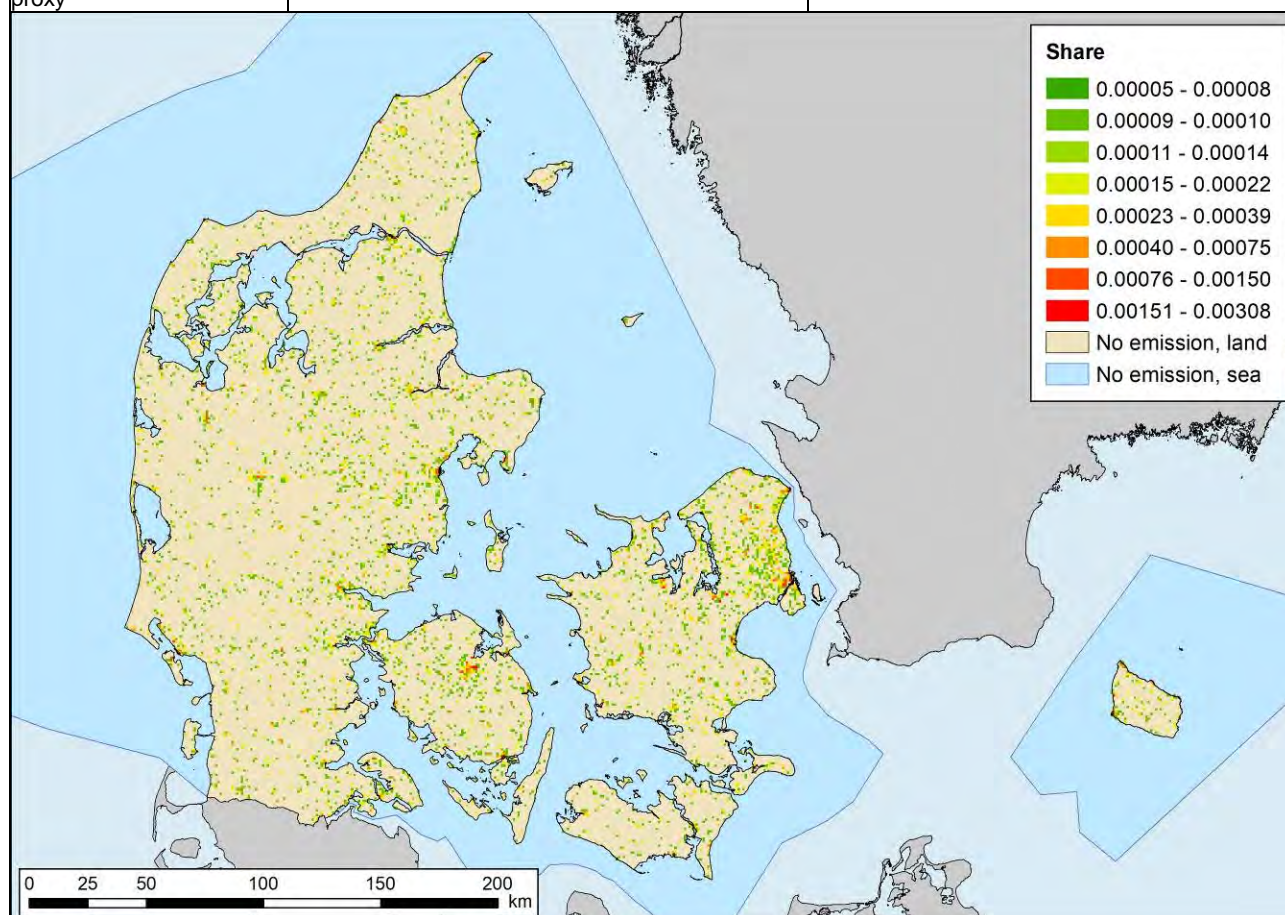 proxy
Share
0.00005 - 0.00008
0.00009 - 0.00010
0.00011 - 0.00014
0.00015 - 0.00022
0.00023 - 0.00039
0.00040 - 0.00075
0.00076 - 0.00150
0.00151 - 0.00308
No emission, land
No emission, sea
0 25 50 100 150 200
km